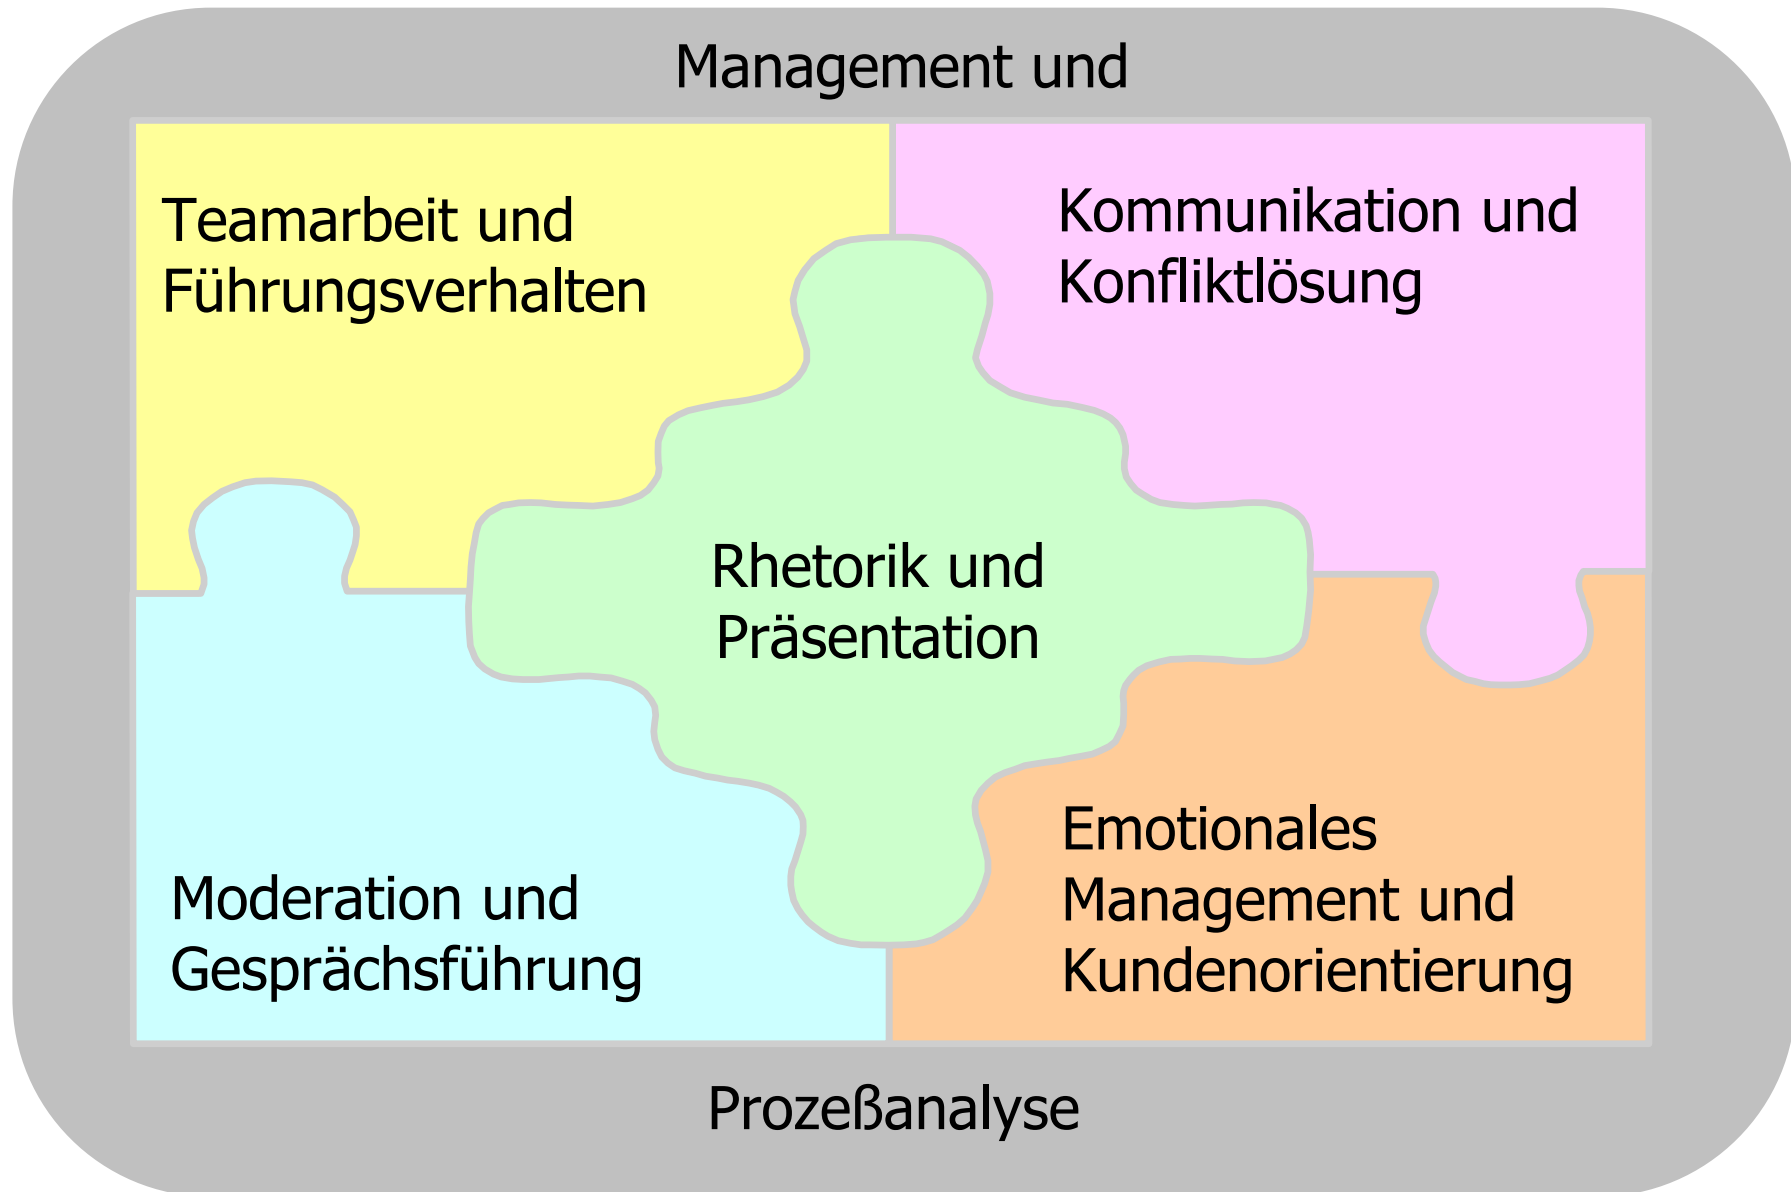 Management und
Teamarbeit und
Führungsverhalten
Kommunikation und
Konfliktlösung
Rhetorik und
Präsentation
Moderation und
Gesprächsführung
Emotionales
Management und
Kundenorientierung
Prozeßanalyse